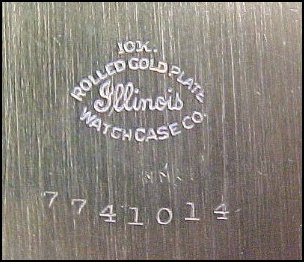 10K.
ROLLED GOLD PLATE
Illinois
WATCH CASE CO.
7741014